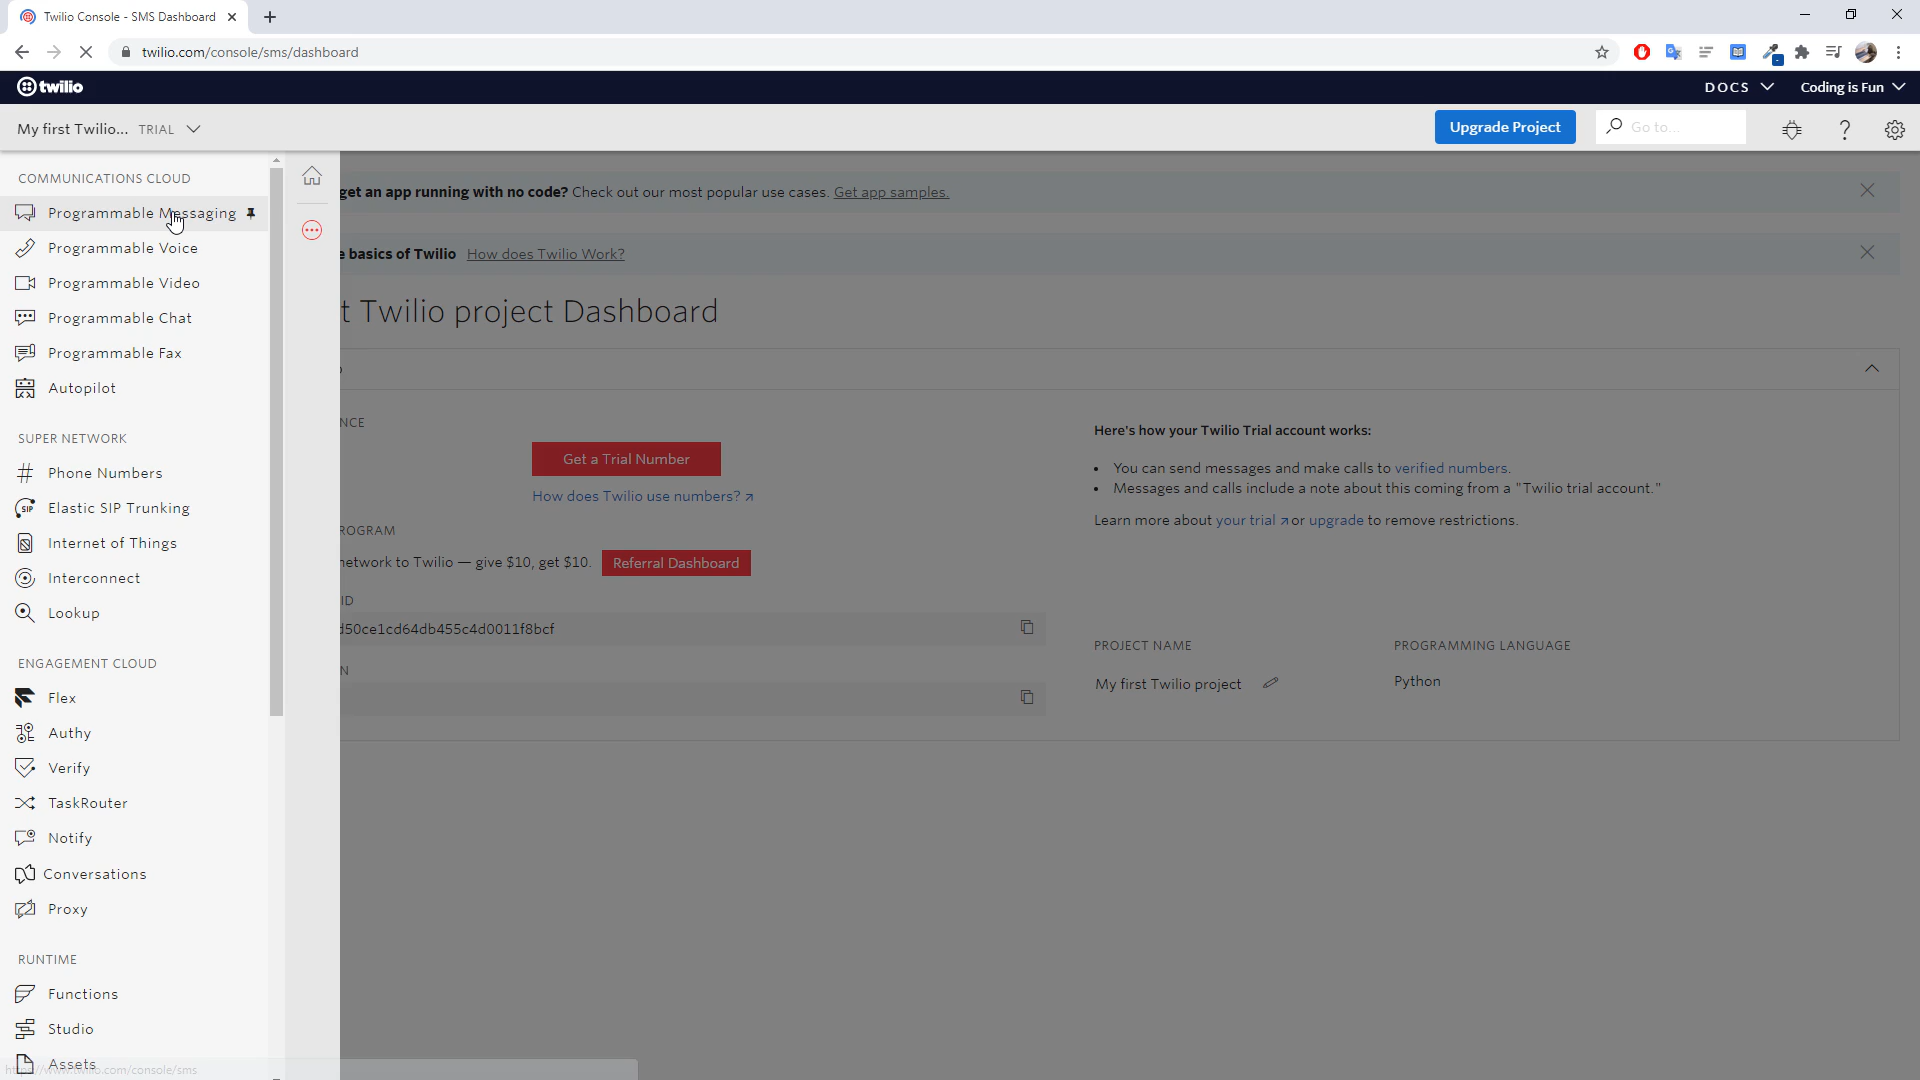 Twilio Console - SMS Dashboard
twilio.com/console/sms/dashboard
twilio
DOCS
Coding is Fun
My first Twilio... TRIAL
Upgrade Project
Go to...
COMMUNICATIONS CLOUD
Programmable Messaging
Programmable Voice
Programmable Video
Programmable Chat
Programmable Fax
Autopilot
SUPER NETWORK
Phone Numbers
Elastic SIP Trunking
Internet of Things
Interconnect
Lookup
ENGAGEMENT CLOUD
Flex
Authy
Verify
TaskRouter
Notify
Conversations
Proxy
RUNTIME
Functions
Studio
Assets
https://www.twilio.com/console/sms
get an app running with no code? Check out our most popular use cases. Get app samples.
e basics of Twilio How does Twilio Work?
t Twilio project Dashboard
NCE
Get a Trial Number
How does Twilio use numbers?
ROGRAM
network to Twilio — give $10, get $10. Referral Dashboard
ID
d50ce1cd64db455c4d0011f8bcf
N
Here's how your Twilio Trial account works:
You can send messages and make calls to verified numbers.
Messages and calls include a note about this coming from a "Twilio trial account."
Learn more about your trial or upgrade to remove restrictions.
PROJECT NAME
My first Twilio project
PROGRAMMING LANGUAGE
Python